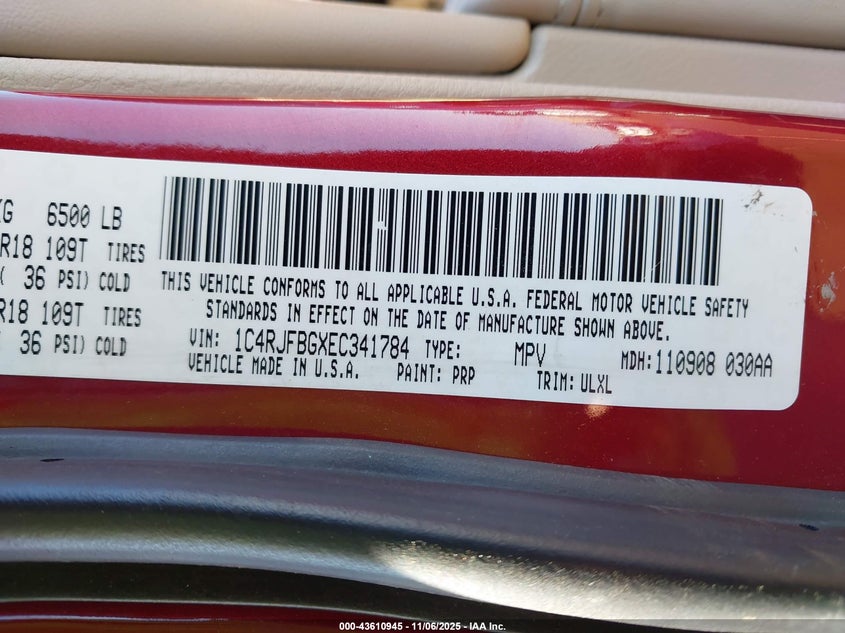 KG 6500 LB
R18 109T TIRES
( 36 PSI) COLD
R18 109T TIRES
( 36 PSI) COLD
THIS VEHICLE CONFORMS TO ALL APPLICABLE U.S.A. FEDERAL MOTOR VEHICLE SAFETY
STANDARDS IN EFFECT ON THE DATE OF MANUFACTURE SHOWN ABOVE.
VIN: 1C4RJFBGXEC341784 TYPE: MPV MDH:110908 030AA
VEHICLE MADE IN U.S.A. PAINT: PRP TRIM: ULXL
000-43610945 - 11/06/2025 - IAA Inc.